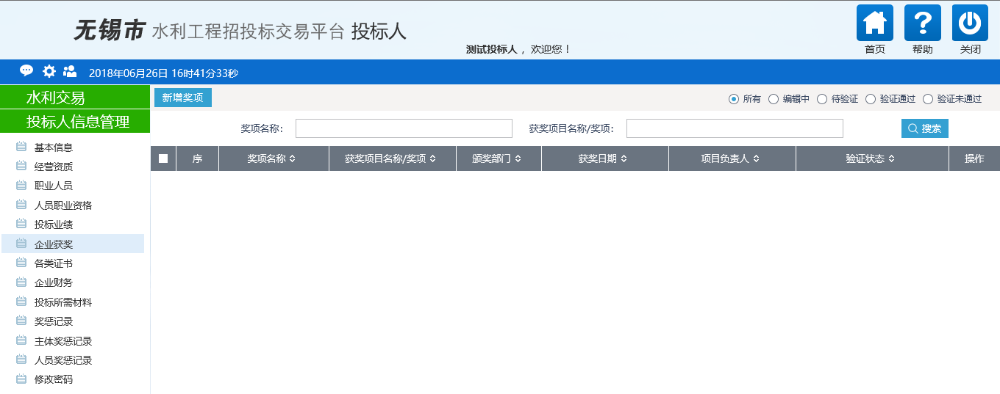 无锡市 水利工程招投标交易平台 投标人
测试投标人 ，欢迎您！
首页 帮助 关闭
2018年06月26日 16时41分33秒
水利交易
投标人信息管理
基本信息
经营资质
职业人员
人员职业资格
投标业绩
企业获奖
各类证书
企业财务
投标所需材料
奖惩记录
主体奖惩记录
人员奖惩记录
修改密码
新增奖项
所有 编辑中 待验证 验证通过 验证未通过
奖项名称： 获奖项目名称/奖项： 搜索
序 奖项名称 获奖项目名称/奖项 颁奖部门 获奖日期 项目负责人 验证状态 操作